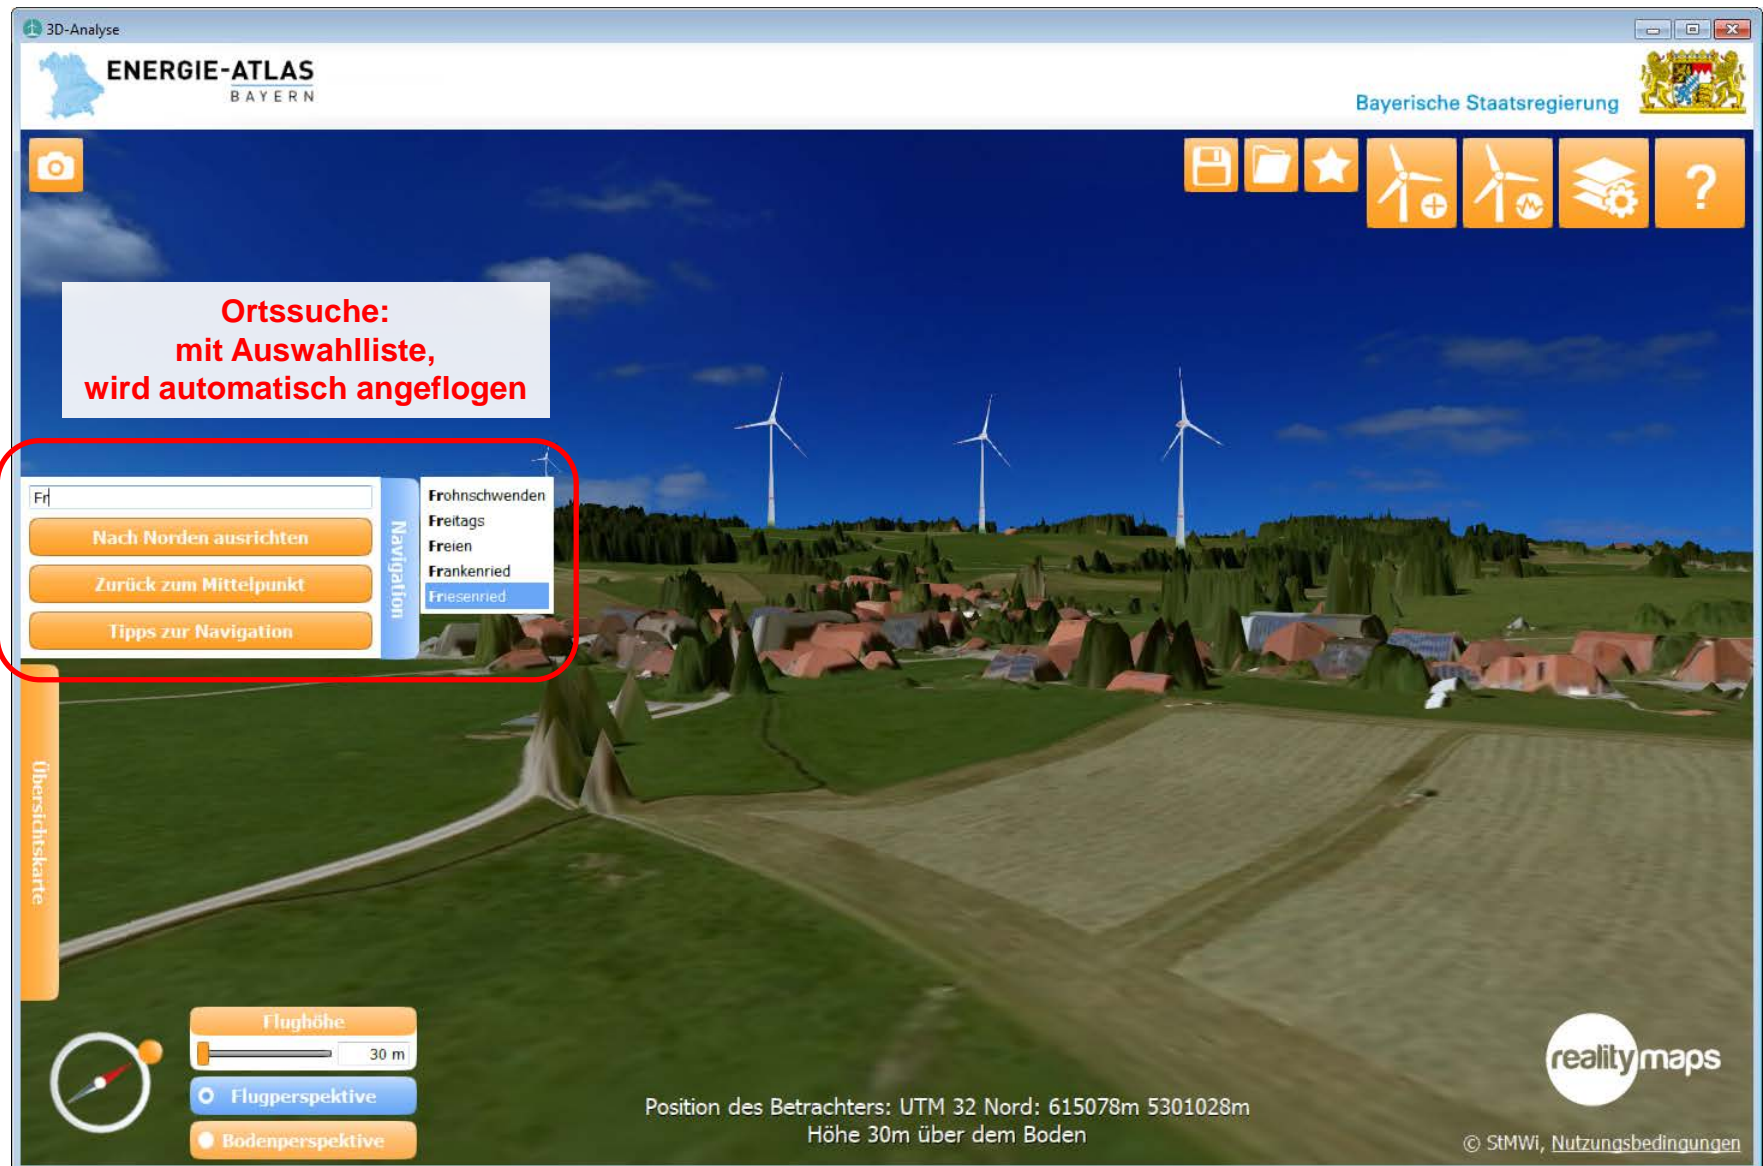 3D-Analyse
ENERGIE-ATLAS
BAYERN
Bayerische Staatsregierung
?
Ortssuche:
mit Auswahlliste,
wird automatisch angeflogen
Fr
Nach Norden ausrichten
Zurück zum Mittelpunkt
Tipps zur Navigation
Navigation
Frohnschwenden
Freitags
Freien
Frankenried
Friesenried
Übersichtskarte
Flughöhe
30 m
Flugperspektive
Bodenperspektive
Position des Betrachters: UTM 32 Nord: 615078m 5301028m
Höhe 30m über dem Boden
realitymaps
© StMWi, Nutzungsbedingungen